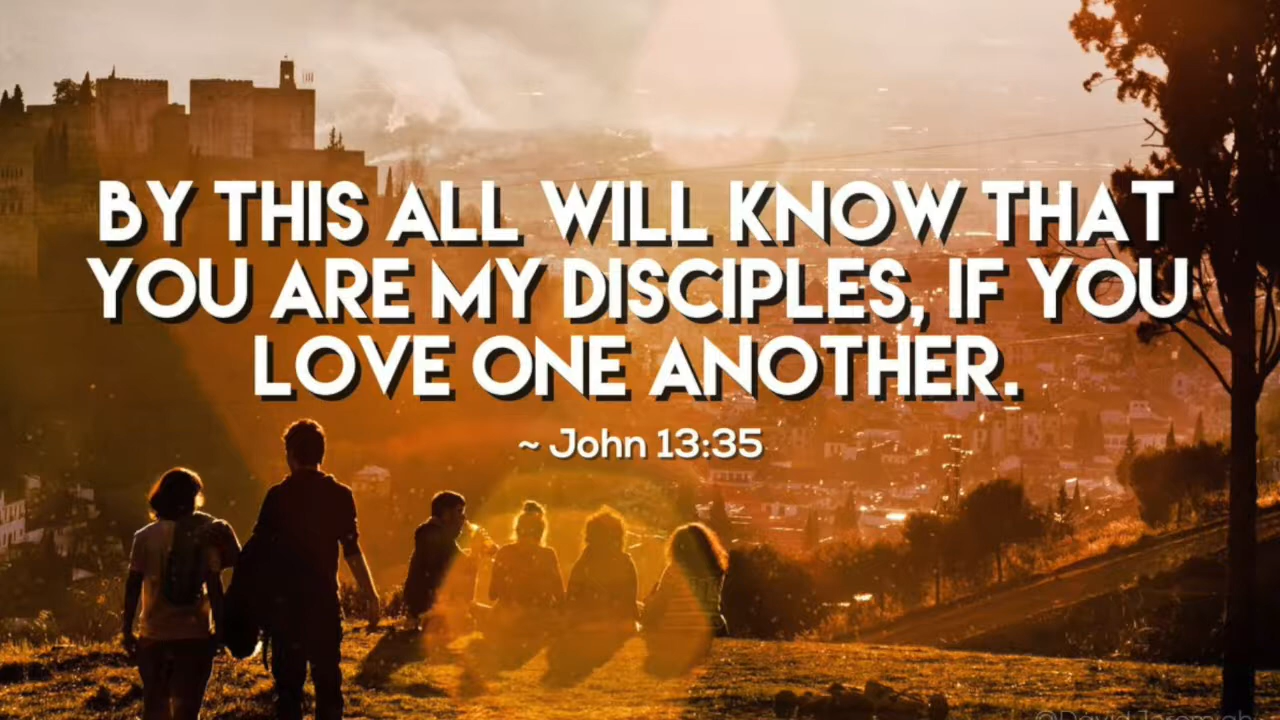 BY THIS ALL WILL KNOW THAT
YOU ARE MY DISCIPLES, IF YOU
LOVE ONE ANOTHER.
~ John 13:35